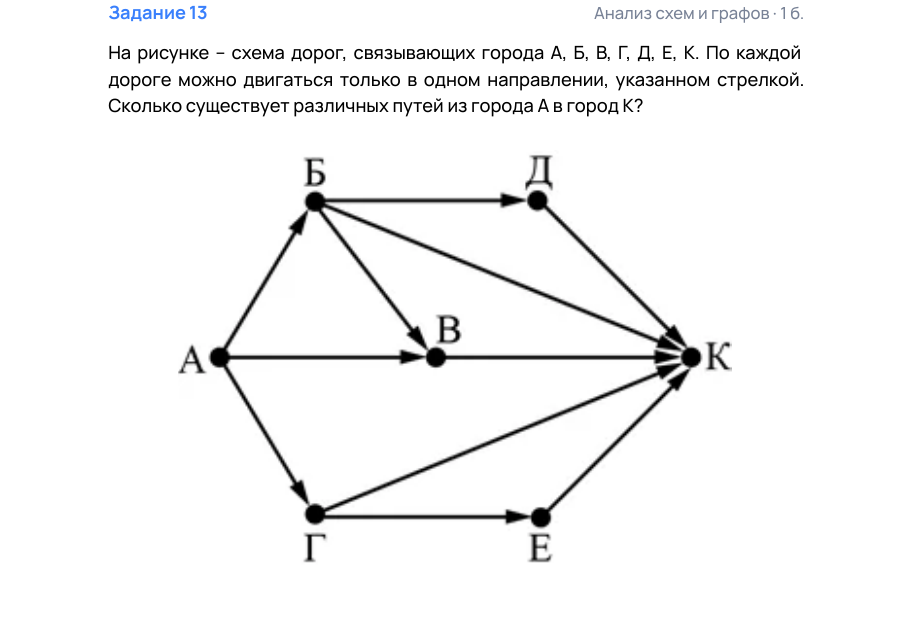 Задание 13
Анализ схем и графов · 1 б.
На рисунке – схема дорог, связывающих города А, Б, В, Г, Д, Е, К. По каждой
дороге можно двигаться только в одном направлении, указанном стрелкой.
Сколько существует различных путей из города А в город К?
Б
Д
В
А
К
Г
Е